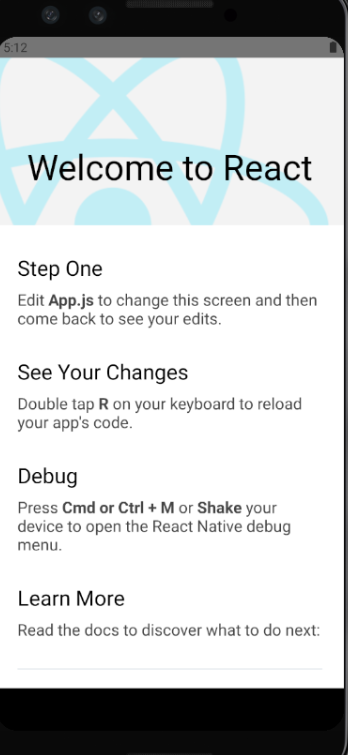 5:12
Welcome to React
Step One
Edit App.js to change this screen and then
come back to see your edits.
See Your Changes
Double tap R on your keyboard to reload
your app's code.
Debug
Press Cmd or Ctrl + M or Shake your
device to open the React Native debug
menu.
Learn More
Read the docs to discover what to do next: